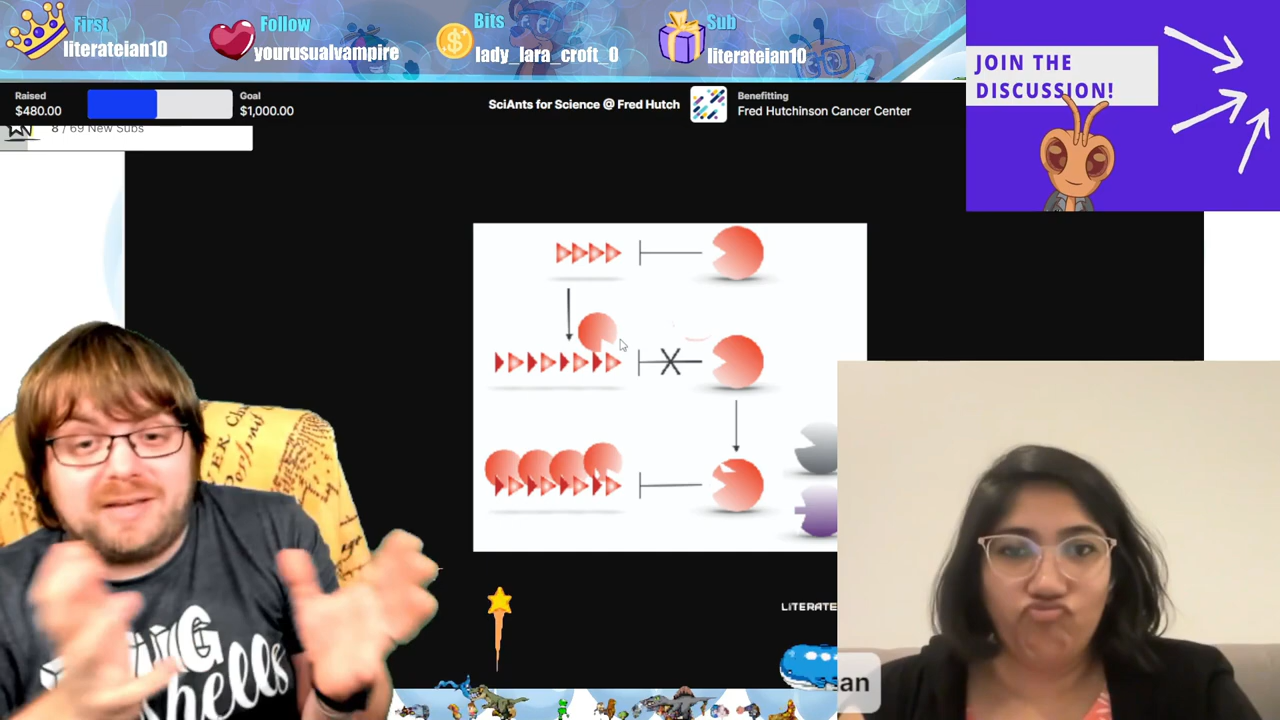 First
literateian10
Follow
yourusualvampire
Bits
lady_lara_croft_0
Sub
literateian10
JOIN THE
DISCUSSION!
Raised
$480.00
Goal
$1,000.00
SciAnts for Science @ Fred Hutch
Benefitting
Fred Hutchinson Cancer Center
8 / 69 New Subs
X
LiTERATE
an